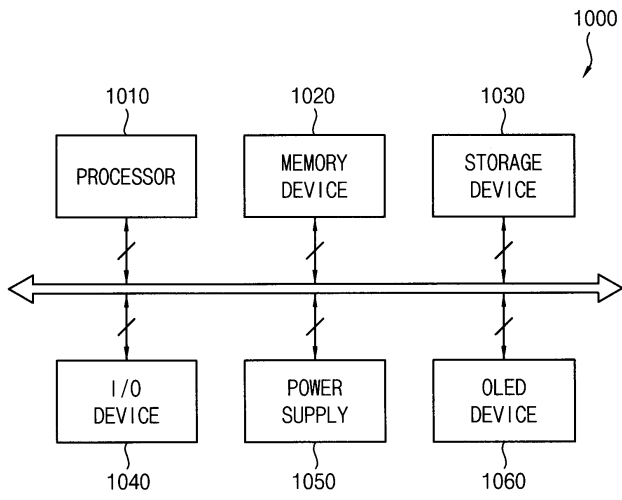 1000
1010 1020 1030
PROCESSOR
MEMORY
DEVICE
STORAGE
DEVICE
I/O
DEVICE
POWER
SUPPLY
OLED
DEVICE
1040 1050 1060